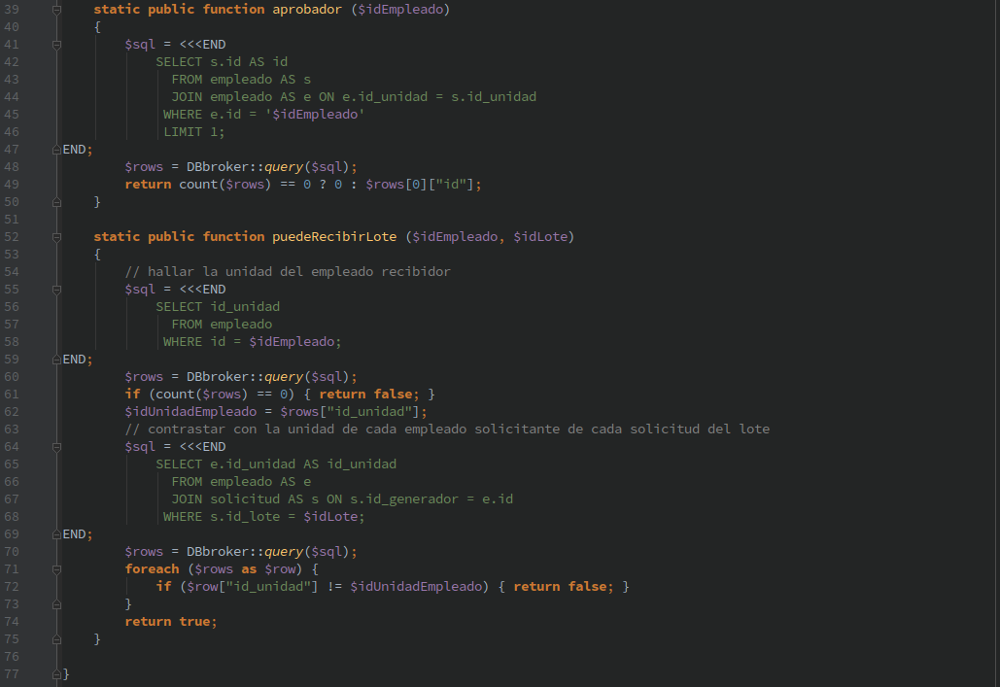 39 static public function aprobador ($idEmpleado)
40 {
41 $sql = <<<END
42 SELECT s.id AS id
43 FROM empleado AS s
44 JOIN empleado AS e ON e.id_unidad = s.id_unidad
45 WHERE e.id = '$idEmpleado'
46 LIMIT 1;
47 END;
48 $rows = DBbroker::query($sql);
49 return count($rows) == 0 ? 0 : $rows[0]["id"];
50 }
51
52 static public function puedeRecibirLote ($idEmpleado, $idLote)
53 {
54 // hallar la unidad del empleado recibidor
55 $sql = <<<END
56 SELECT id_unidad
57 FROM empleado
58 WHERE id = $idEmpleado;
59 END;
60 $rows = DBbroker::query($sql);
61 if (count($rows) == 0) { return false; }
62 $idUnidadEmpleado = $rows["id_unidad"];
63 // contrastar con la unidad de cada empleado solicitante de cada solicitud del lote
64 $sql = <<<END
65 SELECT e.id_unidad AS id_unidad
66 FROM empleado AS e
67 JOIN solicitud AS s ON s.id_generador = e.id
68 WHERE s.id_lote = $idLote;
69 END;
70 $rows = DBbroker::query($sql);
71 foreach ($rows as $row) {
72 if ($row["id_unidad"] != $idUnidadEmpleado) { return false; }
73 }
74 return true;
75 }
76
77 }